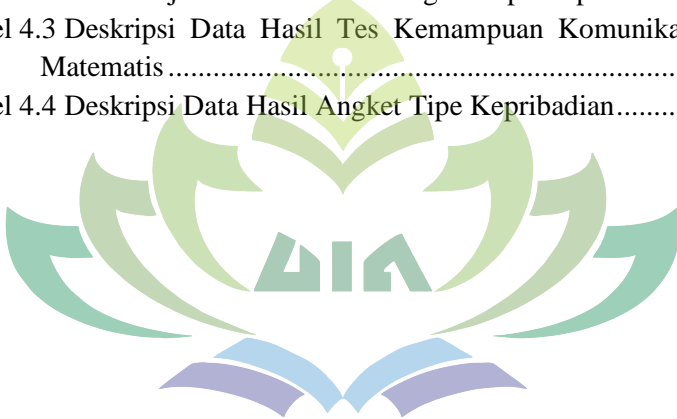 el 4.3 Deskripsi Data Hasil Tes Kemampuan Komunika
Matematis.......................................................................
el 4.4 Deskripsi Data Hasil Angket Tipe Kepribadian........
UIN